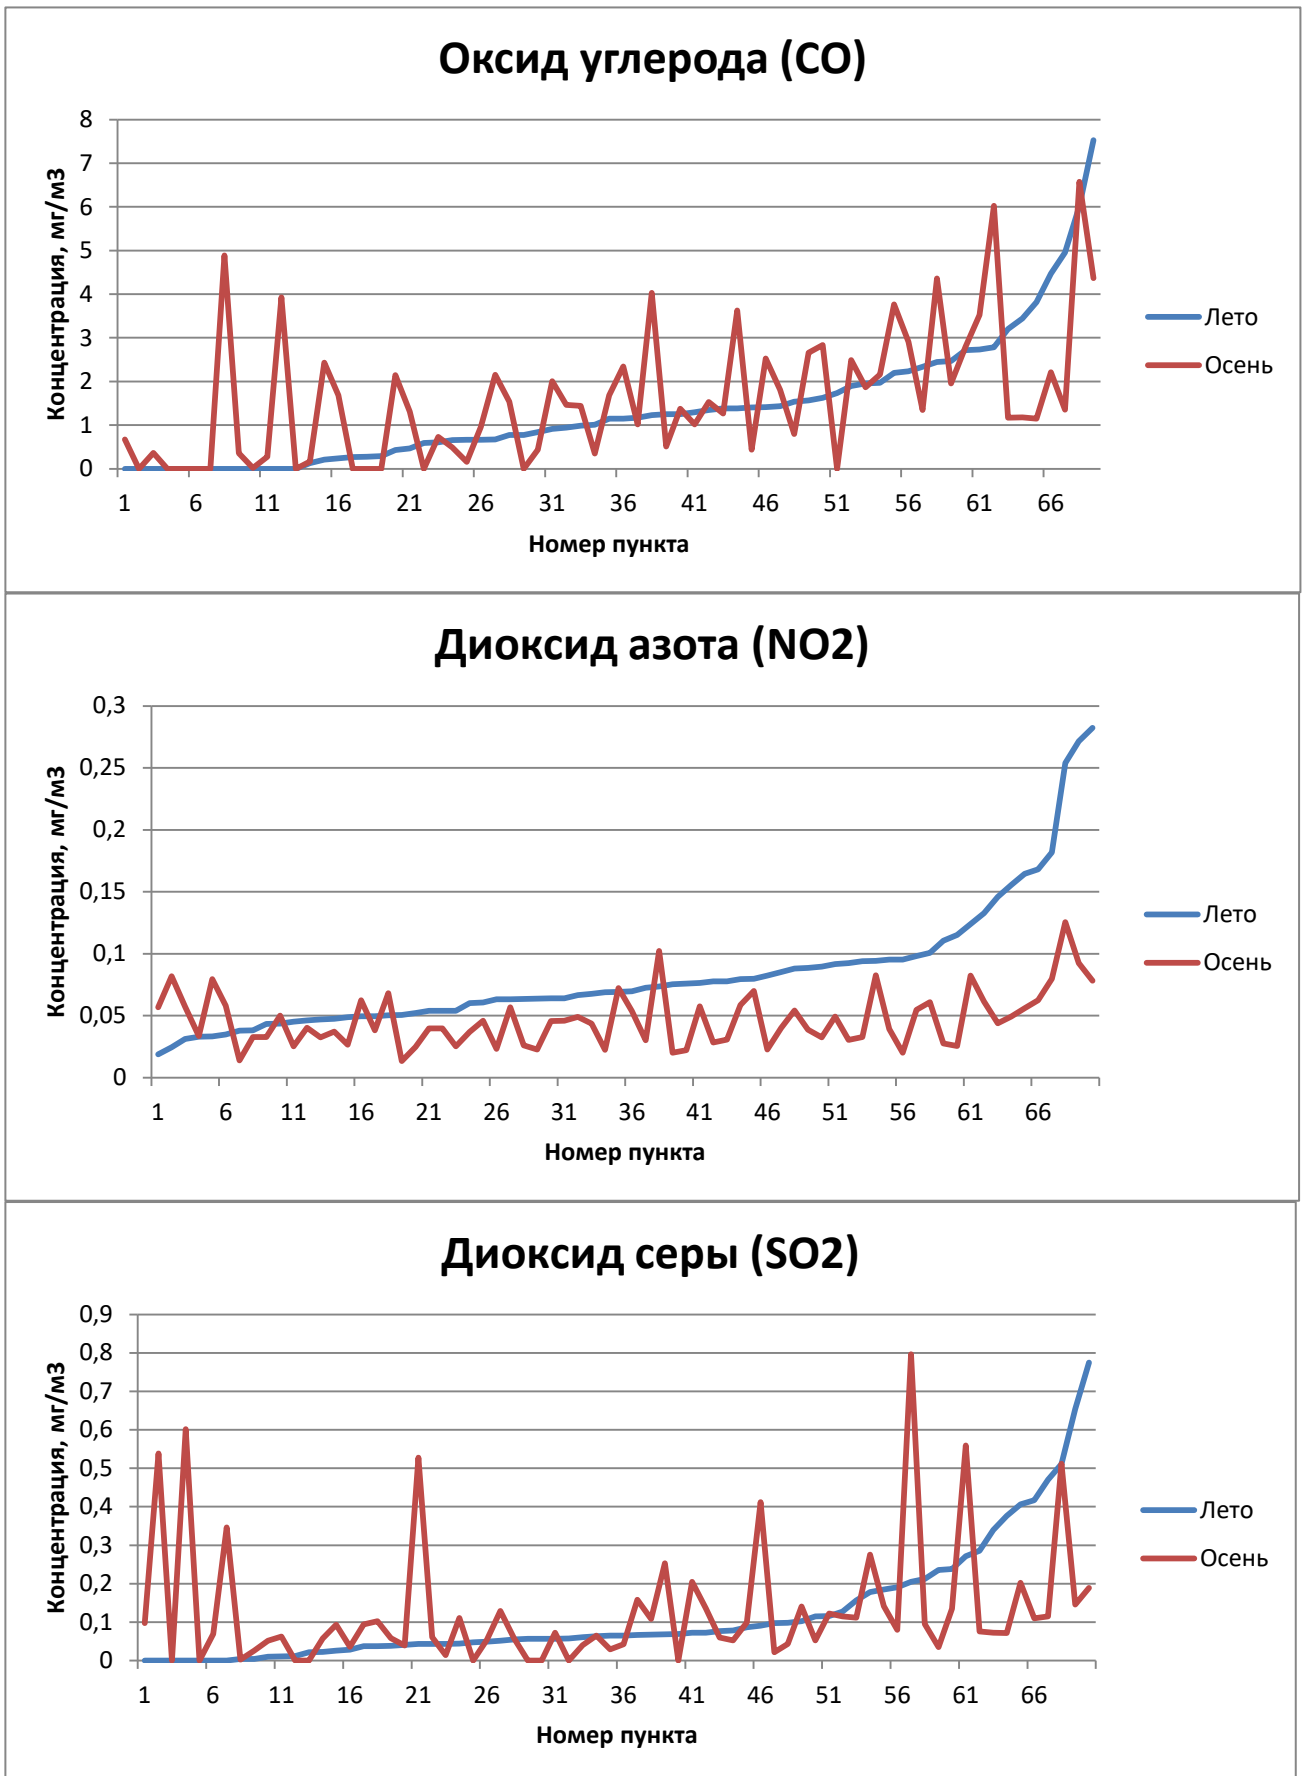 Оксид углерода (CO)
8
7
6
5
4
3
2
1
0
Концентрация, мг/м3
1 6 11 16 21 26 31 36 41 46 51 56 61 66
Номер пункта
Лето
Осень
Диоксид азота (NO2)
0,3
0,25
0,2
0,15
0,1
0,05
0
Концентрация, мг/м3
1 6 11 16 21 26 31 36 41 46 51 56 61 66
Номер пункта
Лето
Осень
Диоксид серы (SO2)
0,9
0,8
0,7
0,6
0,5
0,4
0,3
0,2
0,1
0
Концентрация, мг/м3
1 6 11 16 21 26 31 36 41 46 51 56 61 66
Номер пункта
Лето
Осень